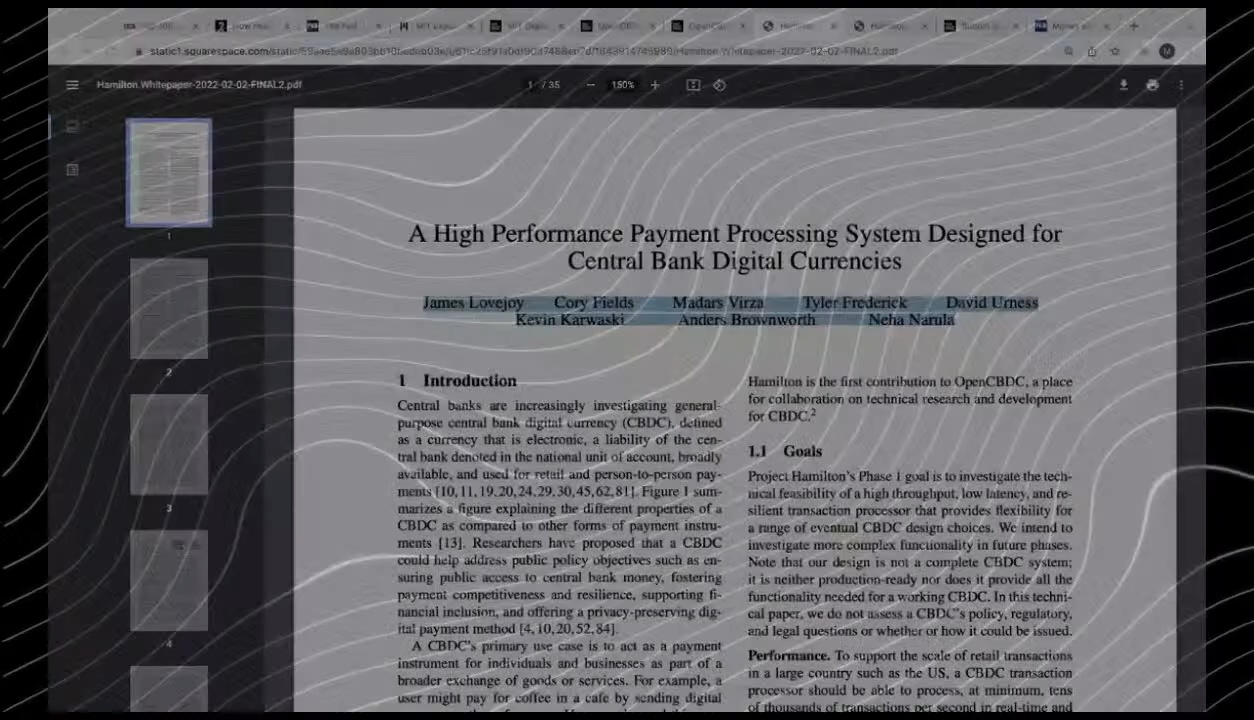 static1.squarespace.com/static/
Hamilton.Whitepaper-2022-02-02-FINAL2.pdf
Hamilton.Whitepaper-2022-02-02-FINAL2.pdf
1 / 35 − 150% +
M
1
2
3
4
A High Performance Payment Processing System Designed for
Central Bank Digital Currencies
James Lovejoy Cory Fields Madars Virza Tyler Frederick David Urness
Kevin Karwaski Anders Brownworth Neha Narula
1 Introduction
Central banks are increasingly investigating general-
purpose central bank digital currency (CBDC), defined
as a currency that is electronic, a liability of the cen-
tral bank denoted in the national unit of account, broadly
available, and used for retail and person-to-person pay-
ments [10,11,19,20,24,29,30,45,62,81]. Figure 1 sum-
marizes a figure explaining the different properties of a
CBDC as compared to other forms of payment instru-
ments [13]. Researchers have proposed that a CBDC
could help address public policy objectives such as en-
suring public access to central bank money, fostering
payment competitiveness and resilience, supporting fi-
nancial inclusion, and offering a privacy-preserving dig-
ital payment method [4,10,20,52,84].
A CBDC's primary use case is to act as a payment
instrument for individuals and businesses as part of a
broader exchange of goods or services. For example, a
user might pay for coffee in a cafe by sending digital
Hamilton is the first contribution to OpenCBDC, a place
for collaboration on technical research and development
for CBDC.2
1.1 Goals
Project Hamilton's Phase 1 goal is to investigate the tech-
nical feasibility of a high throughput, low latency, and re-
silient transaction processor that provides flexibility for
a range of eventual CBDC design choices. We intend to
investigate more complex functionality in future phases.
Note that our design is not a complete CBDC system;
it is neither production-ready nor does it provide all the
functionality needed for a working CBDC. In this techni-
cal paper, we do not assess a CBDC's policy, regulatory,
and legal questions or whether or how it could be issued.
Performance. To support the scale of retail transactions
in a large country such as the US, a CBDC transaction
processor should be able to process, at minimum, tens
of thousands of transactions per second in real-time and